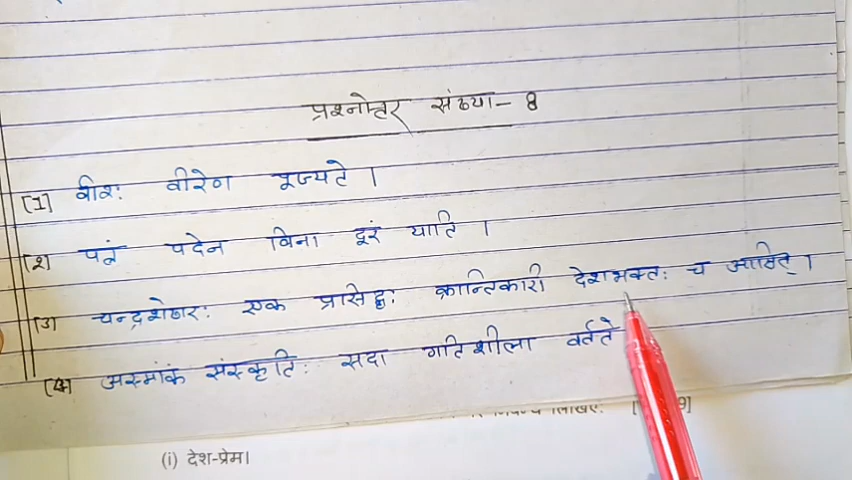 प्रश्नोत्तर संख्या- 8
[1] वीरः वीरेण पूज्यते ।
[2] पत्रं पदेन विना दूरं याति ।
[3] चन्द्रशेखरः एक प्रसिद्धः क्रान्तिकारी देशभक्तः च आसित् ।
[4] अस्माकं संस्कृतिः सदा गतिशीला वर्तते
लिखिए।
9]
(i) देश-प्रेम।